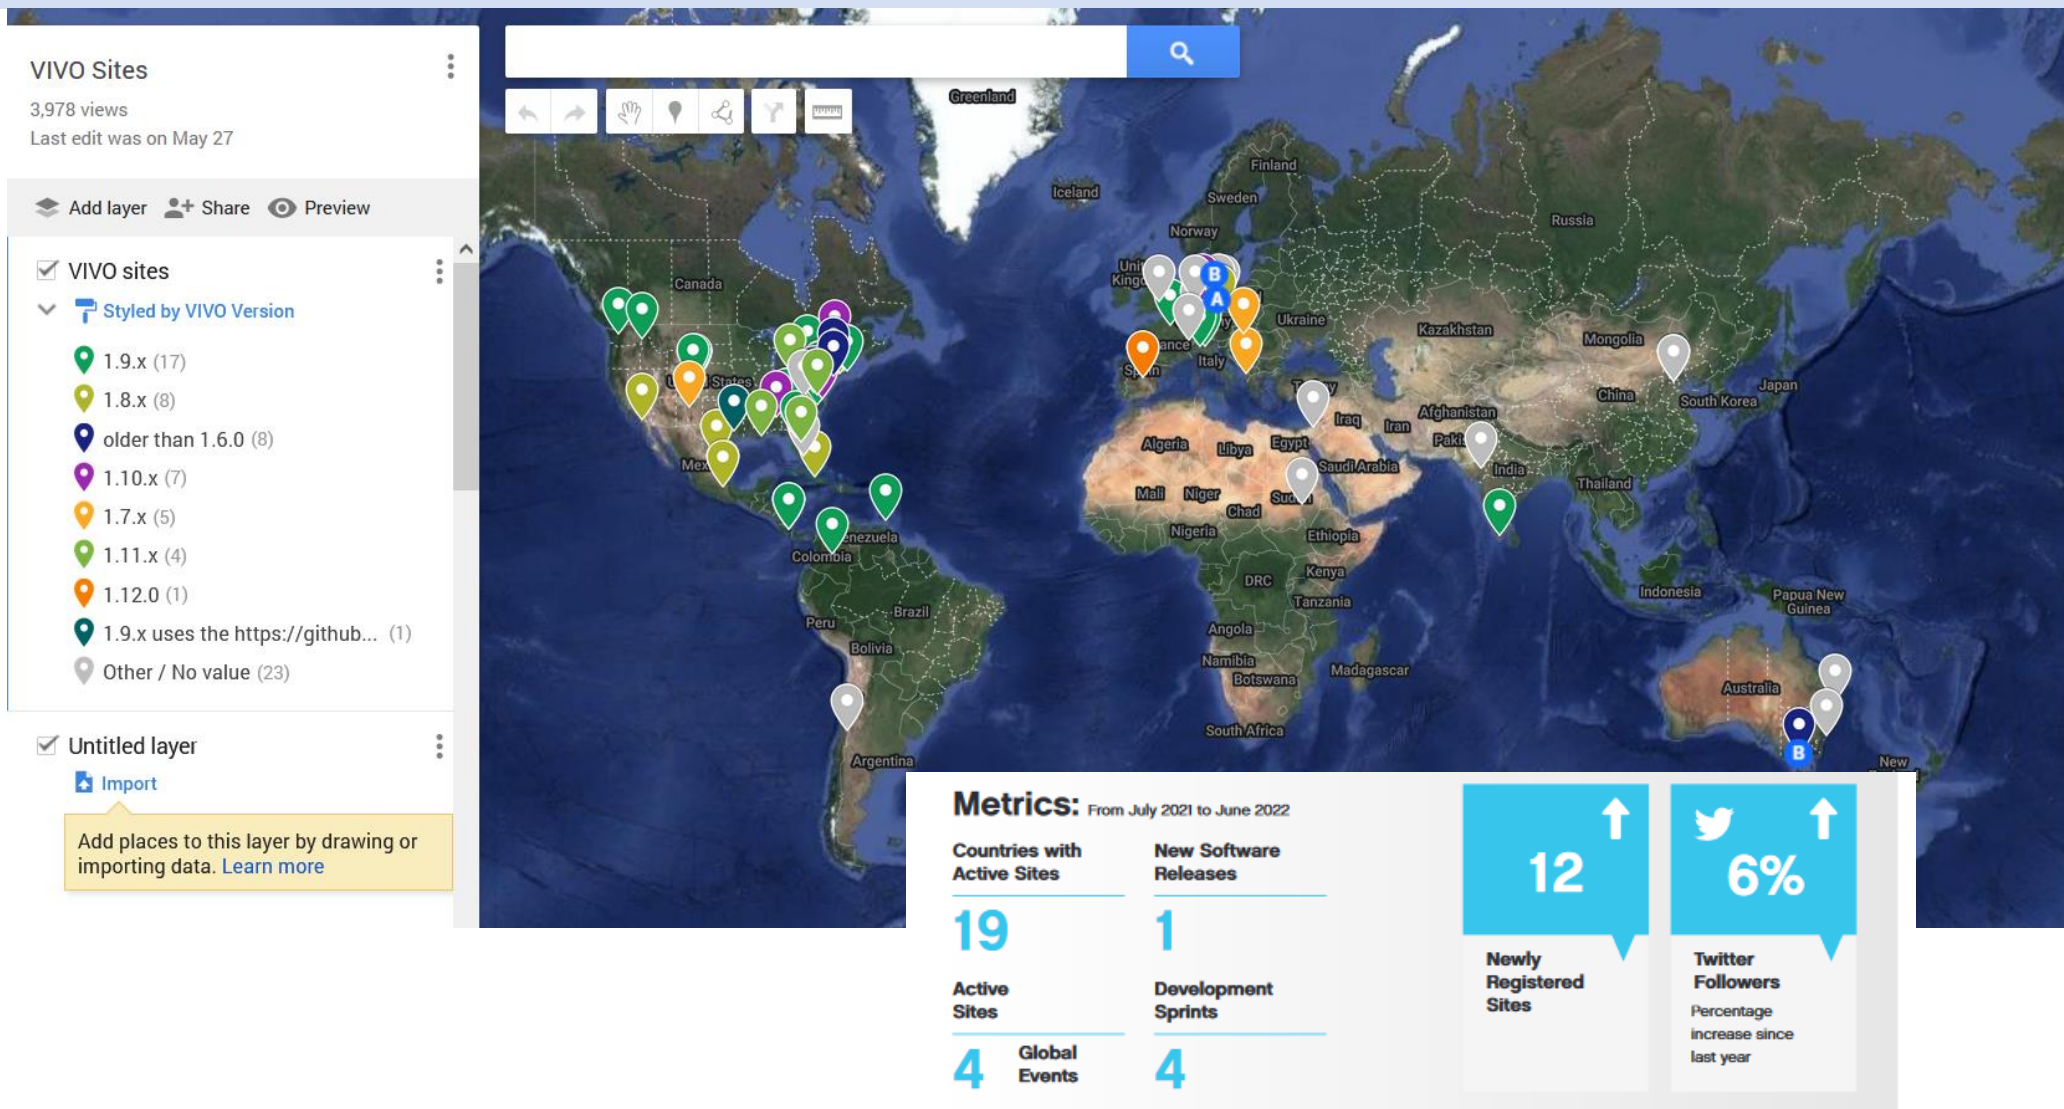 VIVO Sites
3,978 views
Last edit was on May 27
Add layer Share Preview
VIVO sites
Styled by VIVO Version
1.9.x (17)
1.8.x (8)
older than 1.6.0 (8)
1.10.x (7)
1.7.x (5)
1.11.x (4)
1.12.0 (1)
1.9.x uses the https://github... (1)
Other / No value (23)
Untitled layer
Import
Add places to this layer by drawing or
importing data. Learn more
Greenland
Iceland
Finland
Sweden
Norway
Russia
Canada
Ukraine
Kazakhstan
Mongolia
Italy
China
Japan
South Korea
Afghanistan
Iraq
Iran
Algeria
Libya
Egypt
Saudi Arabia
India
Thailand
Mali
Niger
Chad
Nigeria
Ethiopia
Colombia
DRC
Kenya
Tanzania
Indonesia
Papua New
Guinea
Brazil
Peru
Bolivia
Angola
Namibia
Botswana
Madagascar
South Africa
Australia
Argentina
New
B
A
B
Metrics: From July 2021 to June 2022
Countries with
Active Sites
19
New Software
Releases
1
Active
Sites
4 Global
Events
Development
Sprints
4
12
Newly
Registered
Sites
6%
Twitter
Followers
Percentage
increase since
last year